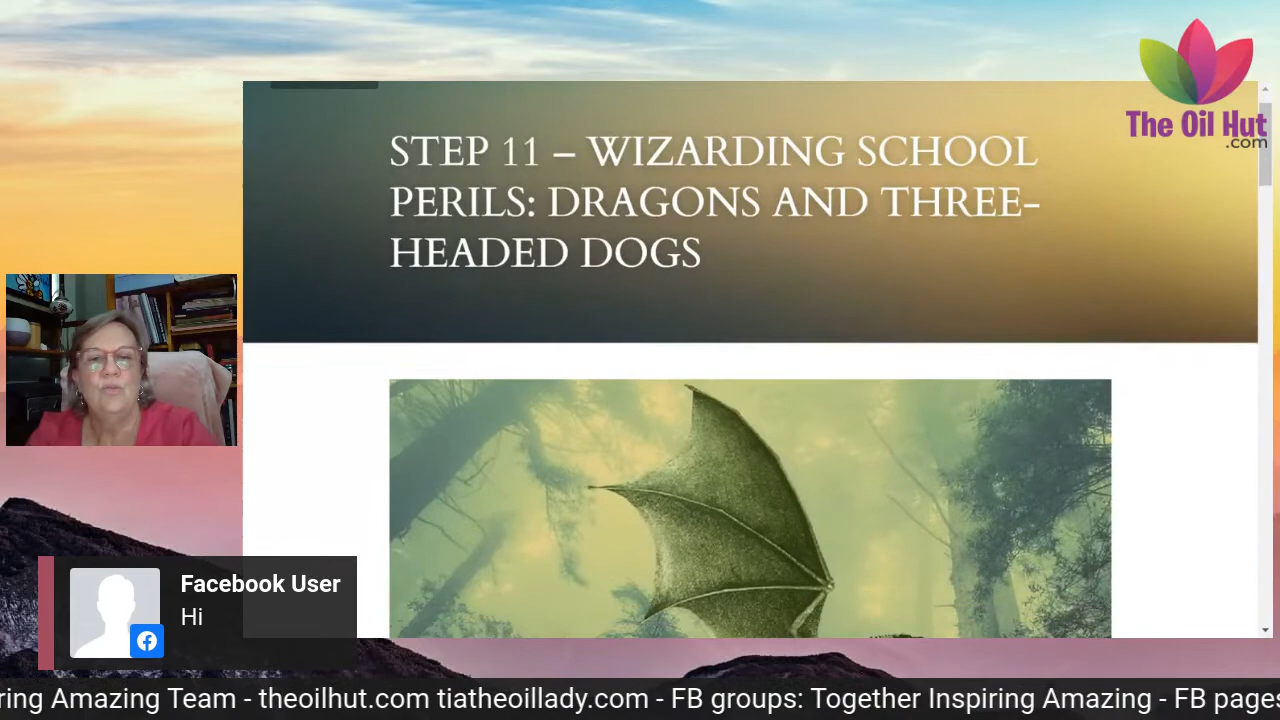 The Oil Hut
.com
STEP 11 – WIZARDING SCHOOL
PERILS: DRAGONS AND THREE-
HEADED DOGS
Facebook User
Hi
ring Amazing Team - theoilhut.com tiatheoillady.com - FB groups: Together Inspiring Amazing - FB pages